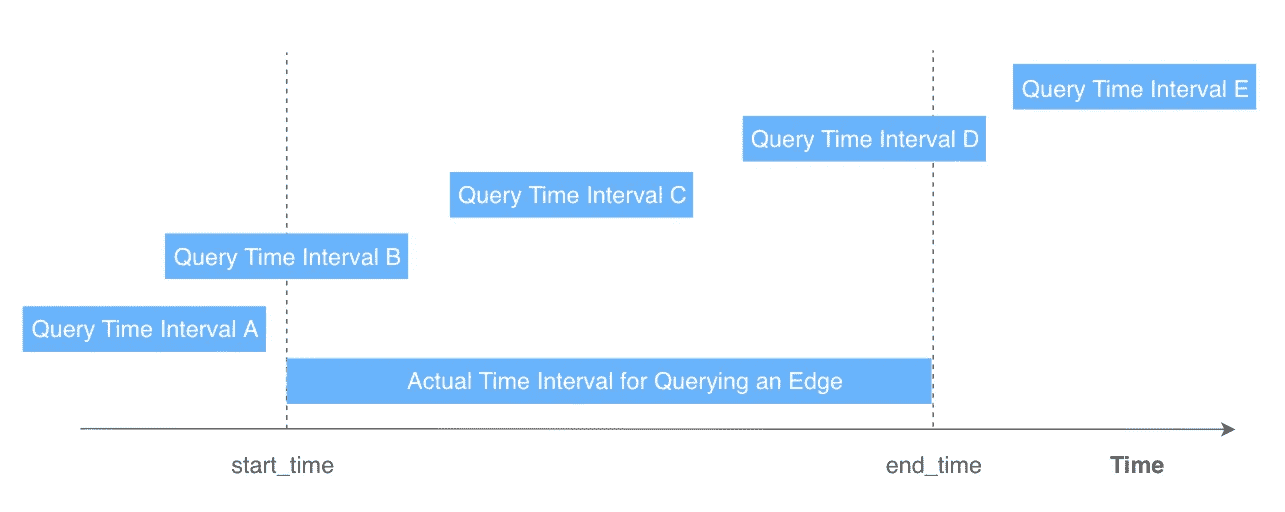 Query Time Interval E
Query Time Interval D
Query Time Interval C
Query Time Interval B
Query Time Interval A
Actual Time Interval for Querying an Edge
start_time
end_time
Time